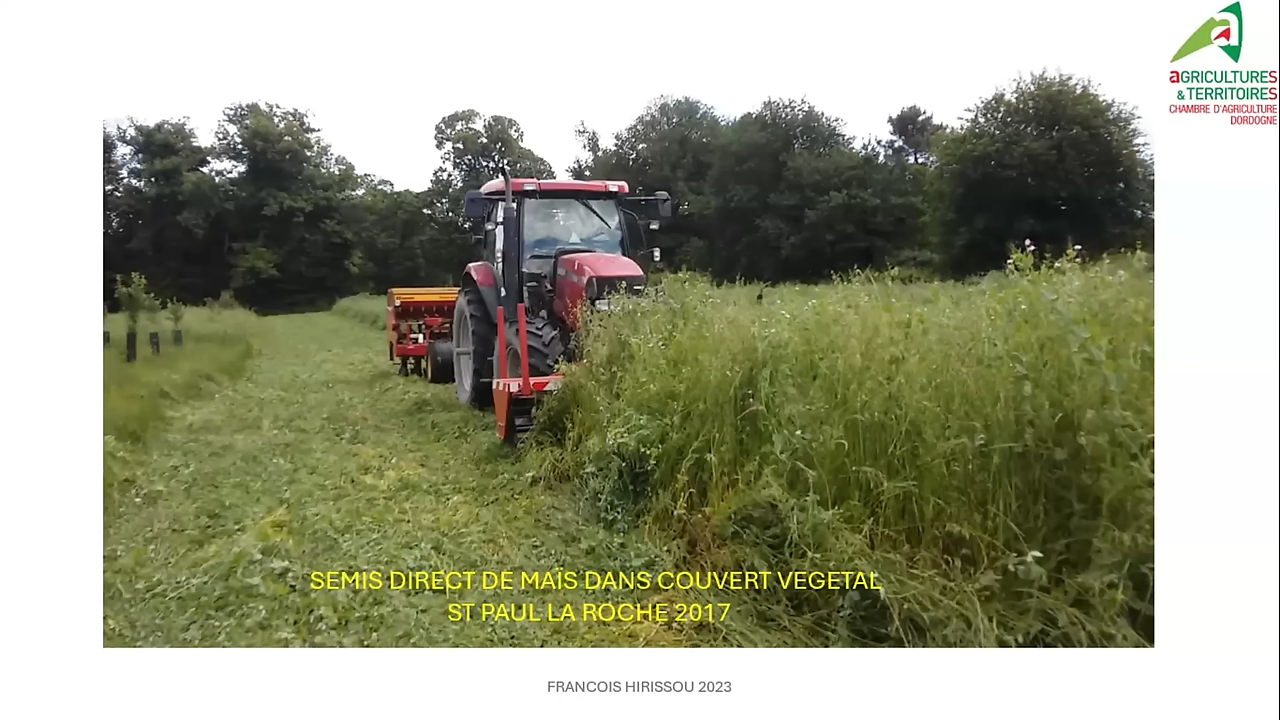 AGRICULTURES
& TERRITOIRES
CHAMBRE D'AGRICULTURE
DORDOGNE
SEMIS DIRECT DE MAÏS DANS COUVERT VEGETAL
ST PAUL LA ROCHE 2017
FRANCOIS HIRISSOU 2023